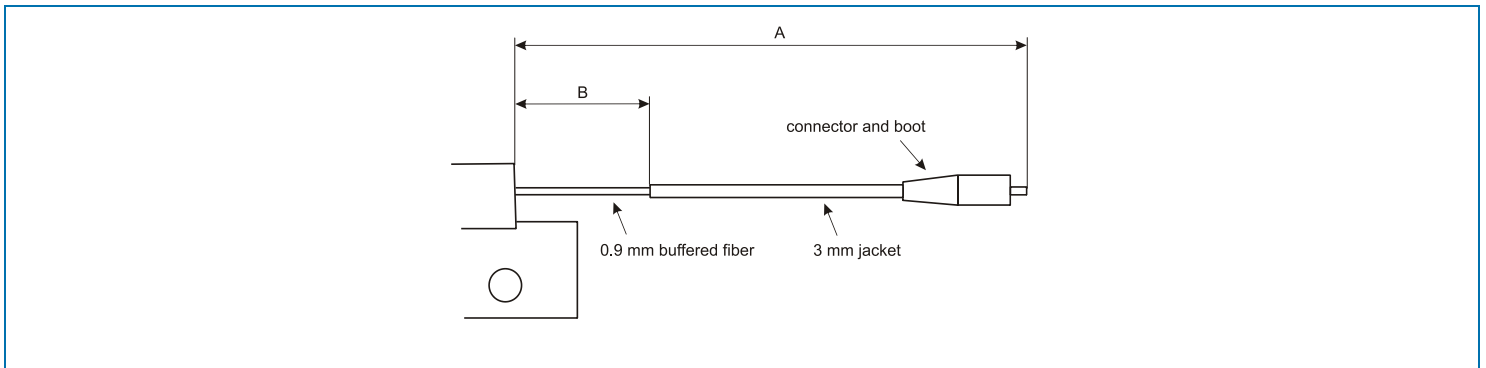 A
B
connector and boot
0.9 mm buffered fiber
3 mm jacket